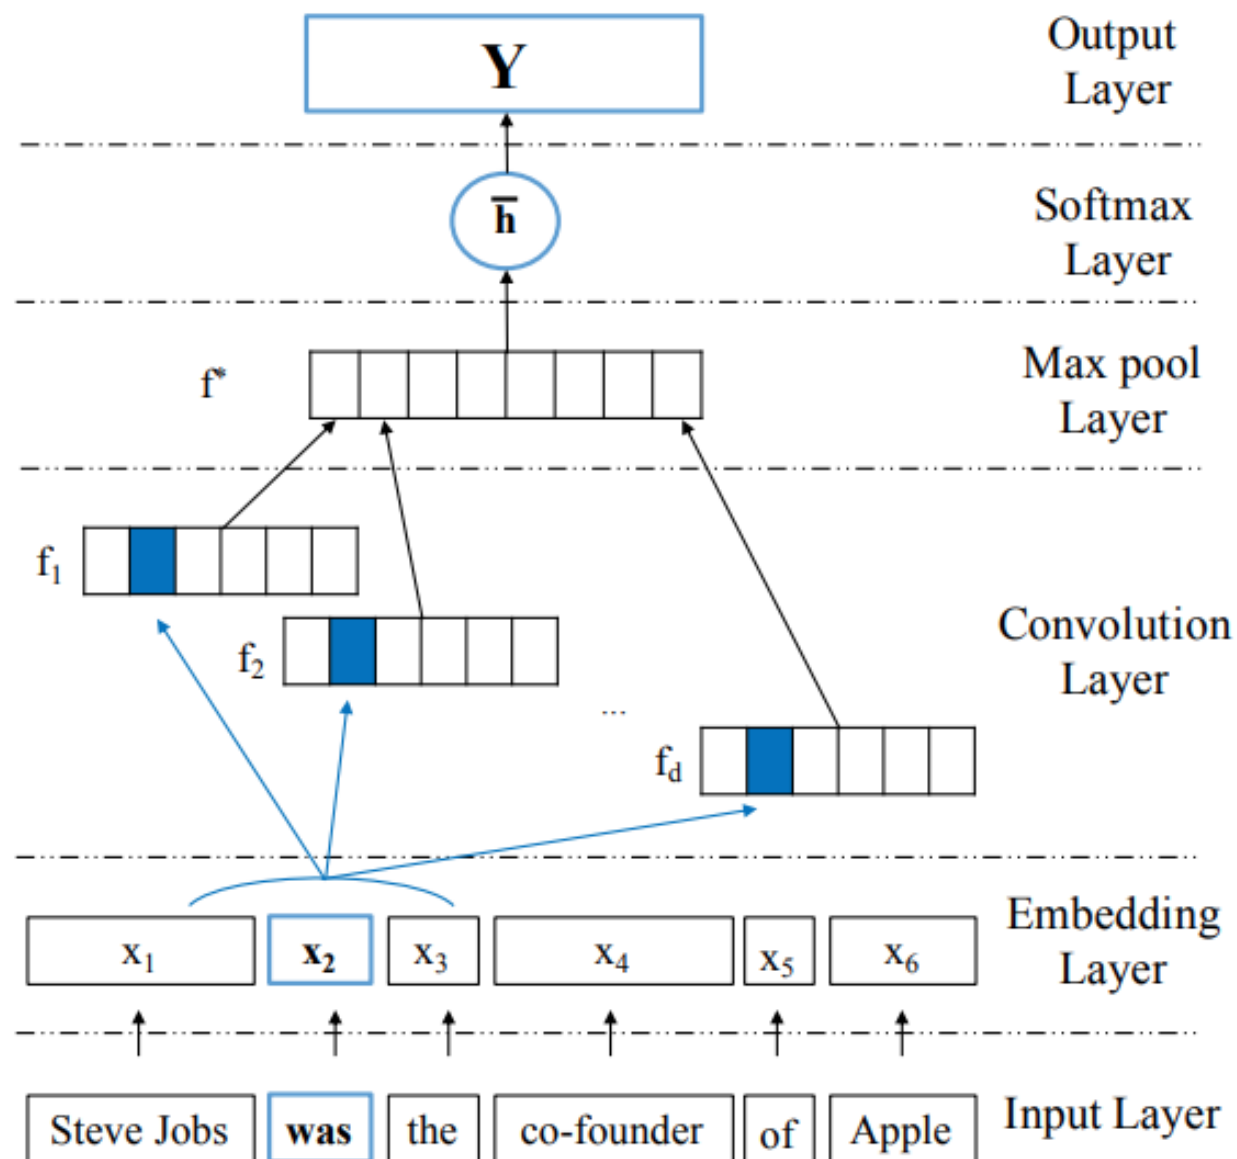 Y
Output
Layer
h̅
Softmax
Layer
f*
Max pool
Layer
f₁
f₂
...
f_d
Convolution
Layer
x₁ x₂ x₃ x₄ x₅ x₆
Embedding
Layer
Steve Jobs was the co-founder of Apple
Input Layer